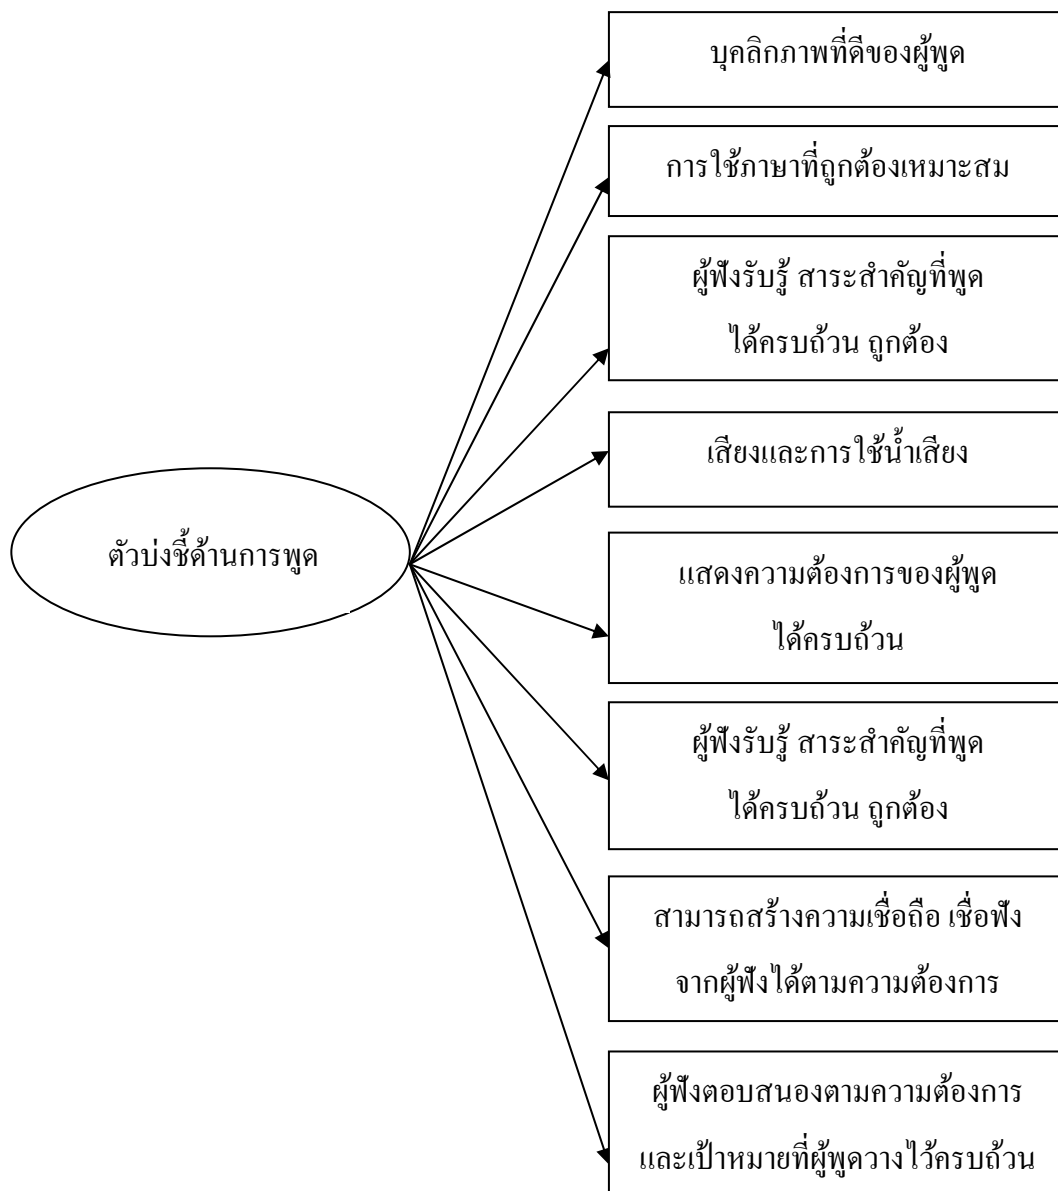 บุคลิกภาพที่ดีของผู้พูด
การใช้ภาษาที่ถูกต้องเหมาะสม
ผู้ฟังรับรู้ สาระสำคัญที่พูด
ได้ครบถ้วน ถูกต้อง
เสียงและการใช้น้ำเสียง
ตัวบ่งชี้ด้านการพูด
แสดงความต้องการของผู้พูด
ได้ครบถ้วน
ผู้ฟังรับรู้ สาระสำคัญที่พูด
ได้ครบถ้วน ถูกต้อง
สามารถสร้างความเชื่อถือ เชื่อฟัง
จากผู้ฟังได้ตามความต้องการ
ผู้ฟังตอบสนองตามความต้องการ
และเป้าหมายที่ผู้พูดวางไว้ครบถ้วน